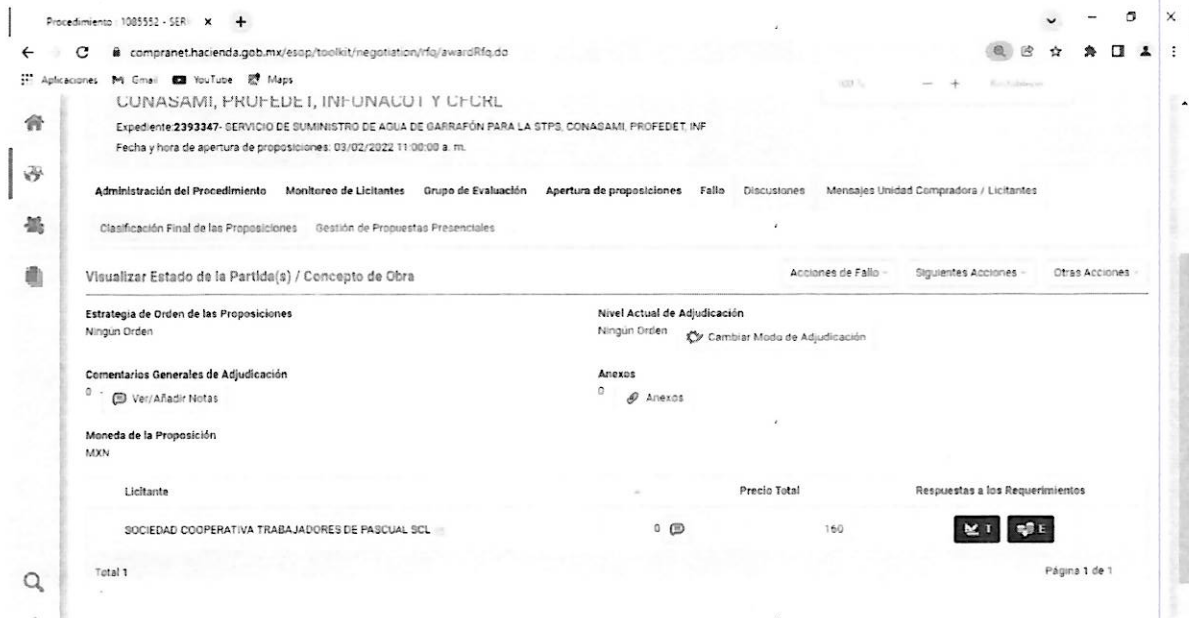 Procedimiento : 1085552 - SER
compranet.hacienda.gob.mx/esop/toolkit/negotiation/rfq/awardRfq.do
Aplicaciones Gmail YouTube Maps
CONASAMI, PROFEDET, INFONACOT Y CFCRL
Expediente:2393347- SERVICIO DE SUMINISTRO DE AGUA DE GARRAFÓN PARA LA STPS, CONASAMI, PROFEDET, INF
Fecha y hora de apertura de proposiciones: 03/02/2022 11:00:00 a. m.
Administración del Procedimiento Monitoreo de Licitantes Grupo de Evaluación Apertura de proposiciones Fallo Discusiones Mensajes Unidad Compradora / Licitantes
Clasificación Final de las Proposiciones Gestión de Propuestas Presenciales
Visualizar Estado de la Partida(s) / Concepto de Obra Acciones de Fallo Siguientes Acciones Otras Acciones
Estrategia de Orden de las Proposiciones Nivel Actual de Adjudicación
Ningún Orden Ningún Orden Cambiar Modo de Adjudicación
Comentarios Generales de Adjudicación Anexos
0 Ver/Añadir Notas 0 Anexos
Moneda de la Proposición
MXN
Licitante Precio Total Respuestas a los Requerimientos
SOCIEDAD COOPERATIVA TRABAJADORES DE PASCUAL SCL 0 160 T E
Total 1 Página 1 de 1